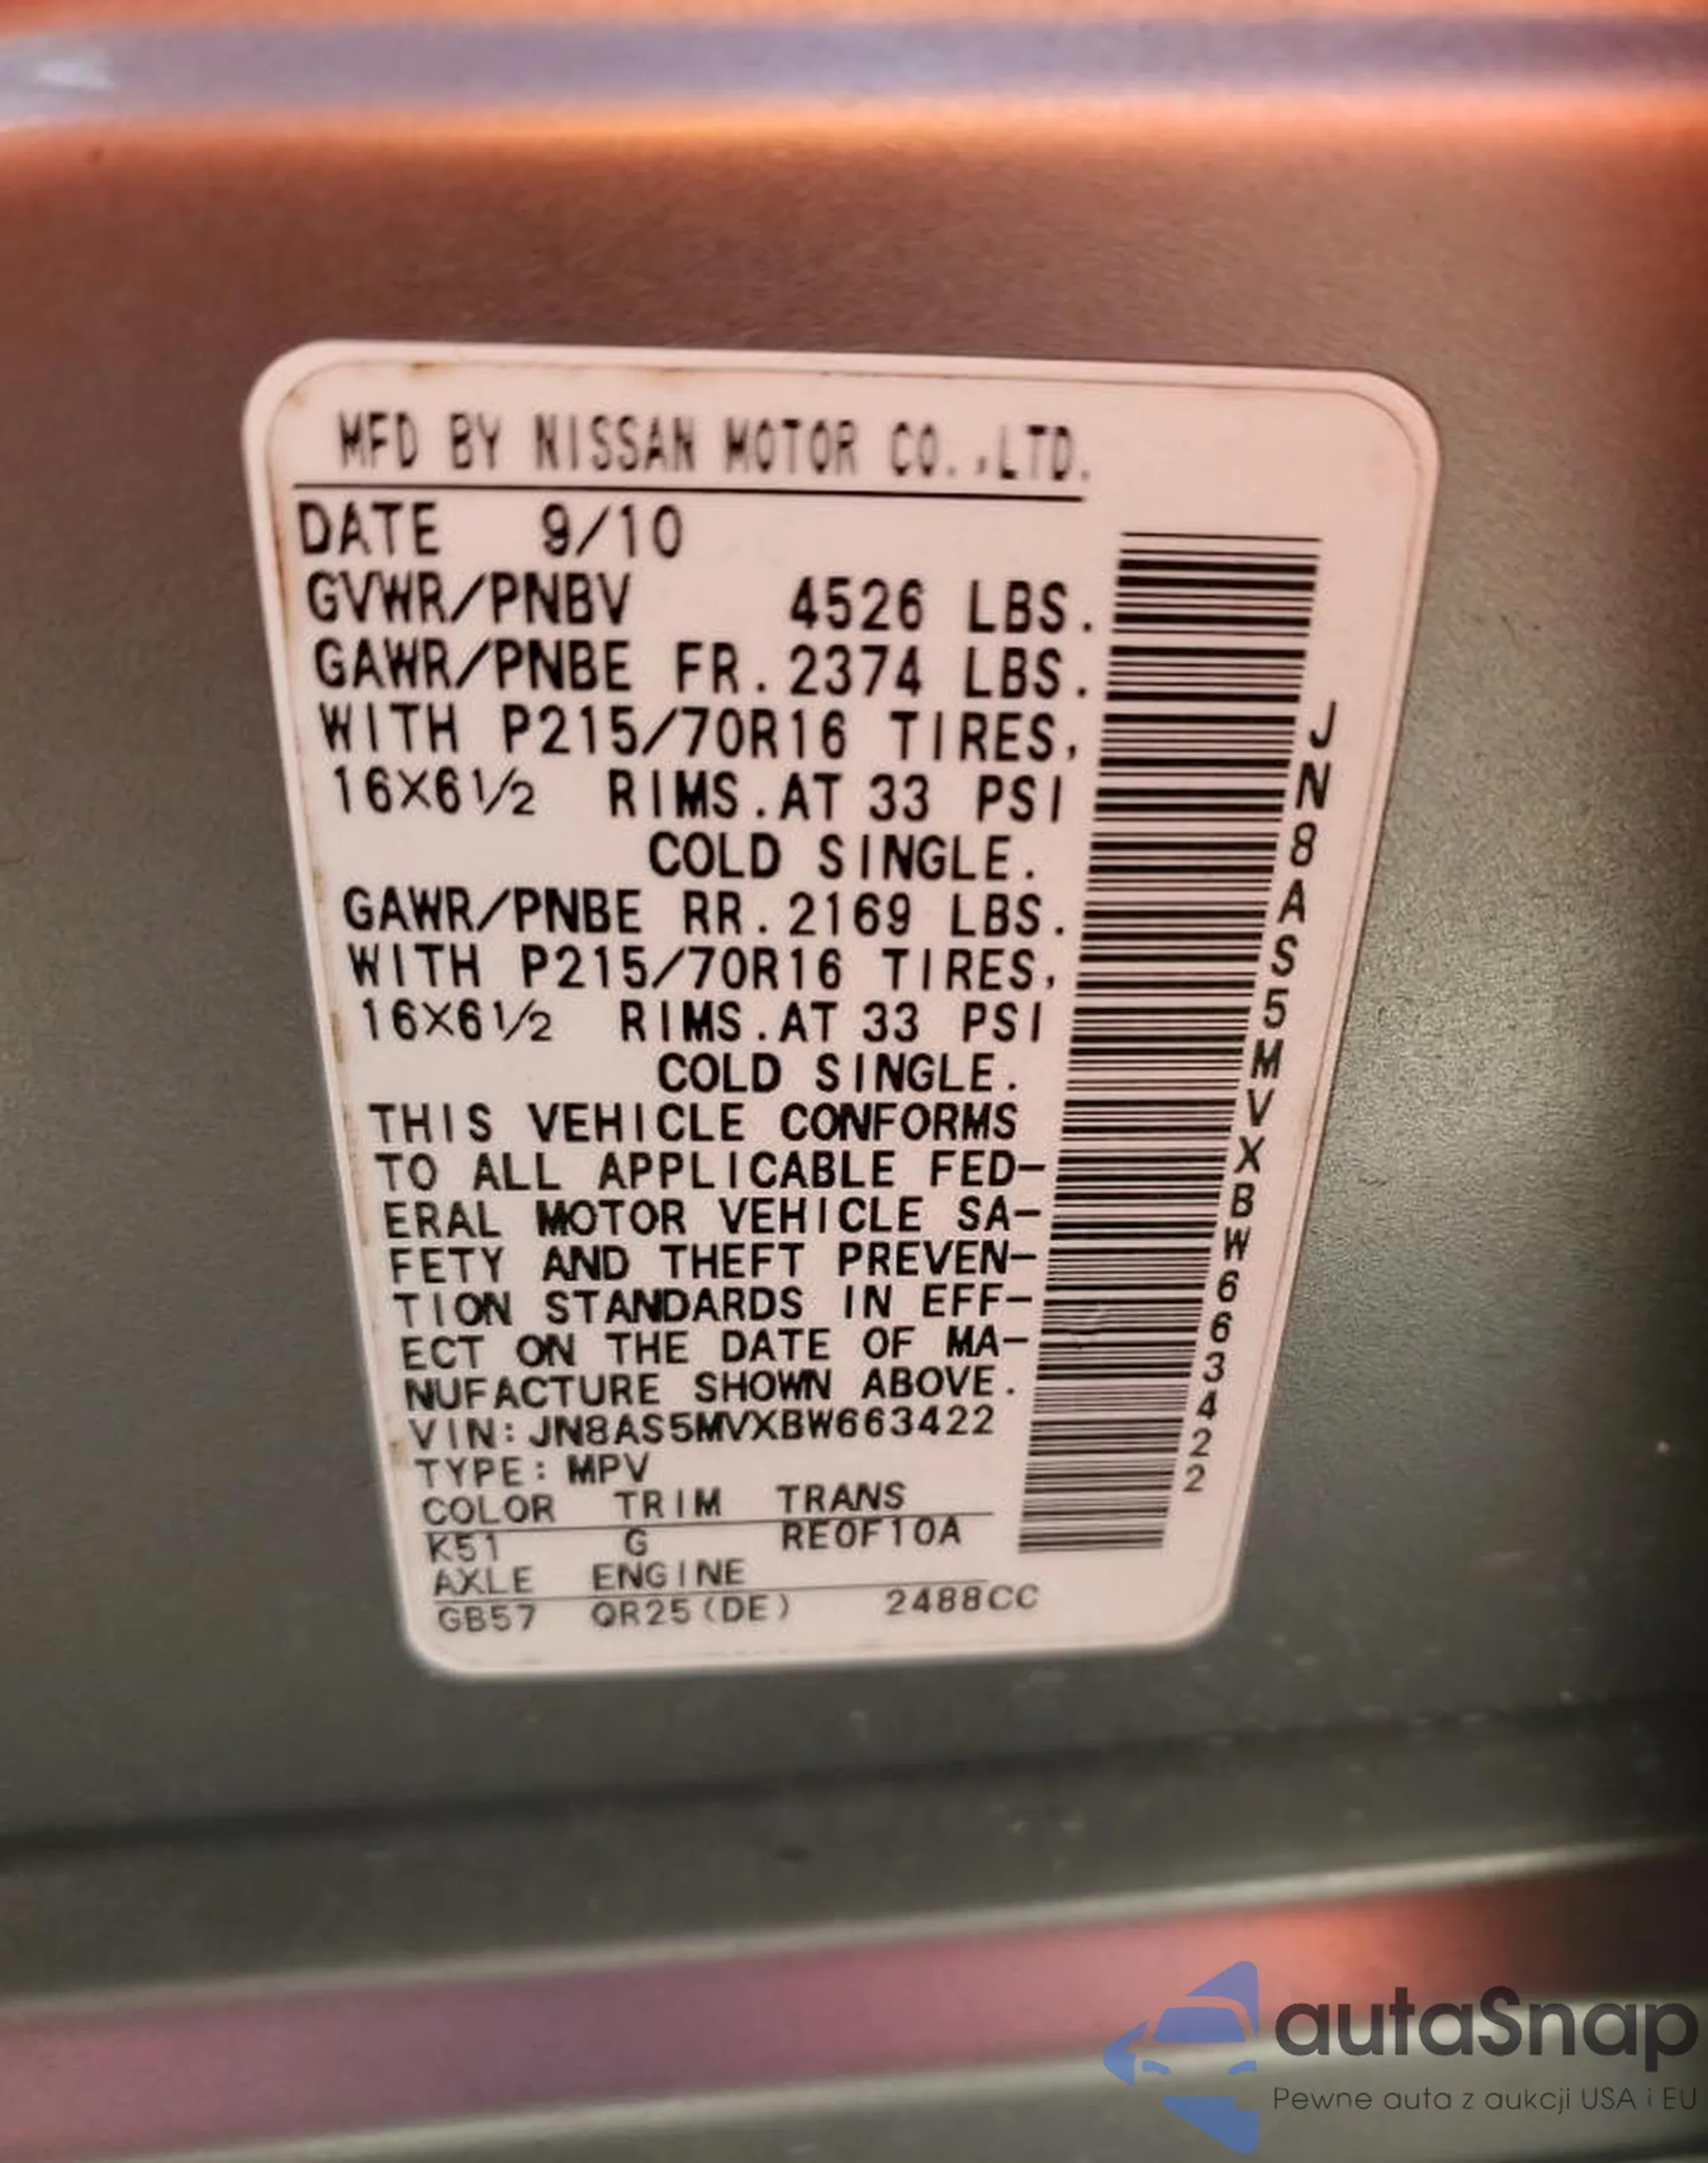 MFD BY NISSAN MOTOR CO.,LTD.
DATE 9/10
GVWR/PNBV 4526 LBS.
GAWR/PNBE FR. 2374 LBS.
WITH P215/70R16 TIRES,
16X6 1/2 RIMS.AT 33 PSI
COLD SINGLE.
GAWR/PNBE RR. 2169 LBS.
WITH P215/70R16 TIRES,
16X6 1/2 RIMS.AT 33 PSI
COLD SINGLE.
THIS VEHICLE CONFORMS
TO ALL APPLICABLE FED-
ERAL MOTOR VEHICLE SA-
FETY AND THEFT PREVEN-
TION STANDARDS IN EFF-
ECT ON THE DATE OF MA-
NUFACTURE SHOWN ABOVE.
VIN: JN8AS5MVXBW663422
TYPE: MPV
COLOR TRIM TRANS
K51 G RE0F10A
AXLE ENGINE
GB57 QR25(DE) 2488CC
JN8AS5MVXBW663422
autaSnap
Pewne auta z aukcji USA i EU